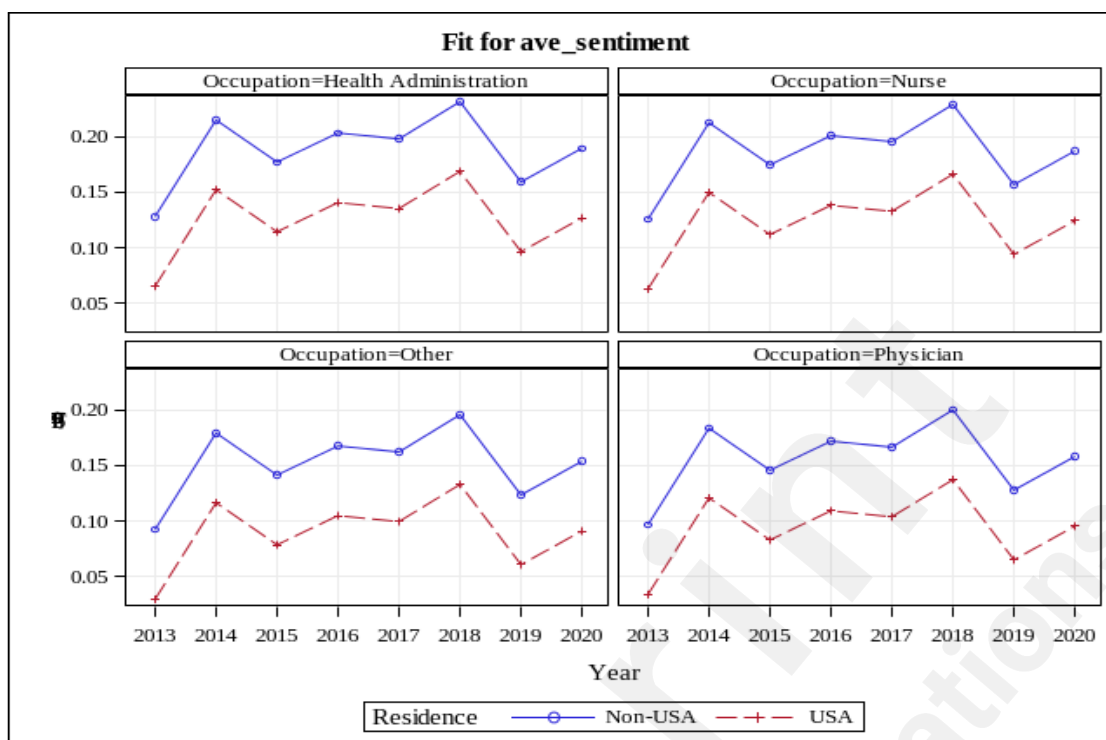 Fit for ave_sentiment
Occupation=Health Administration
Occupation=Nurse
0.20
0.15
0.10
0.05
Occupation=Other
Occupation=Physician
0.20
0.15
0.10
0.05
2013 2014 2015 2016 2017 2018 2019 2020 2013 2014 2015 2016 2017 2018 2019 2020
Year
Residence Non-USA USA
rint
ations